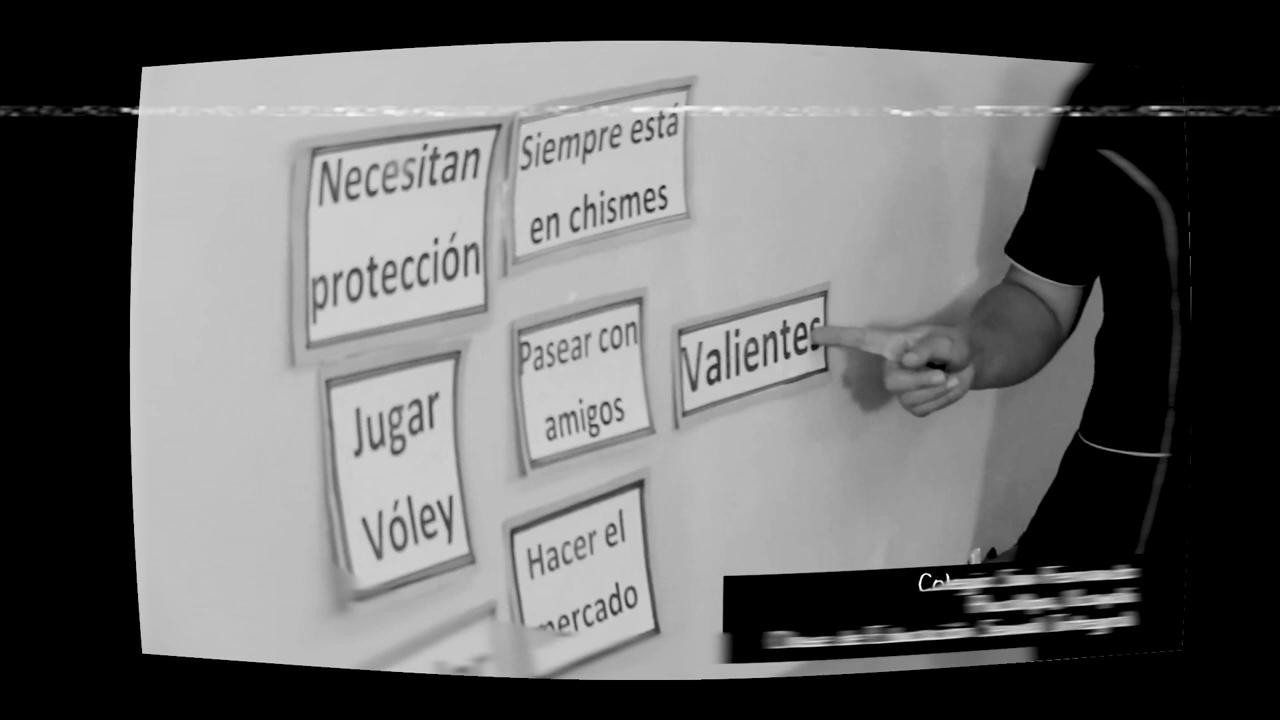 Necesitan
protección
Siempre está
en chismes
Jugar
Vóley
Pasear con
amigos
Valientes
Hacer el
mercado